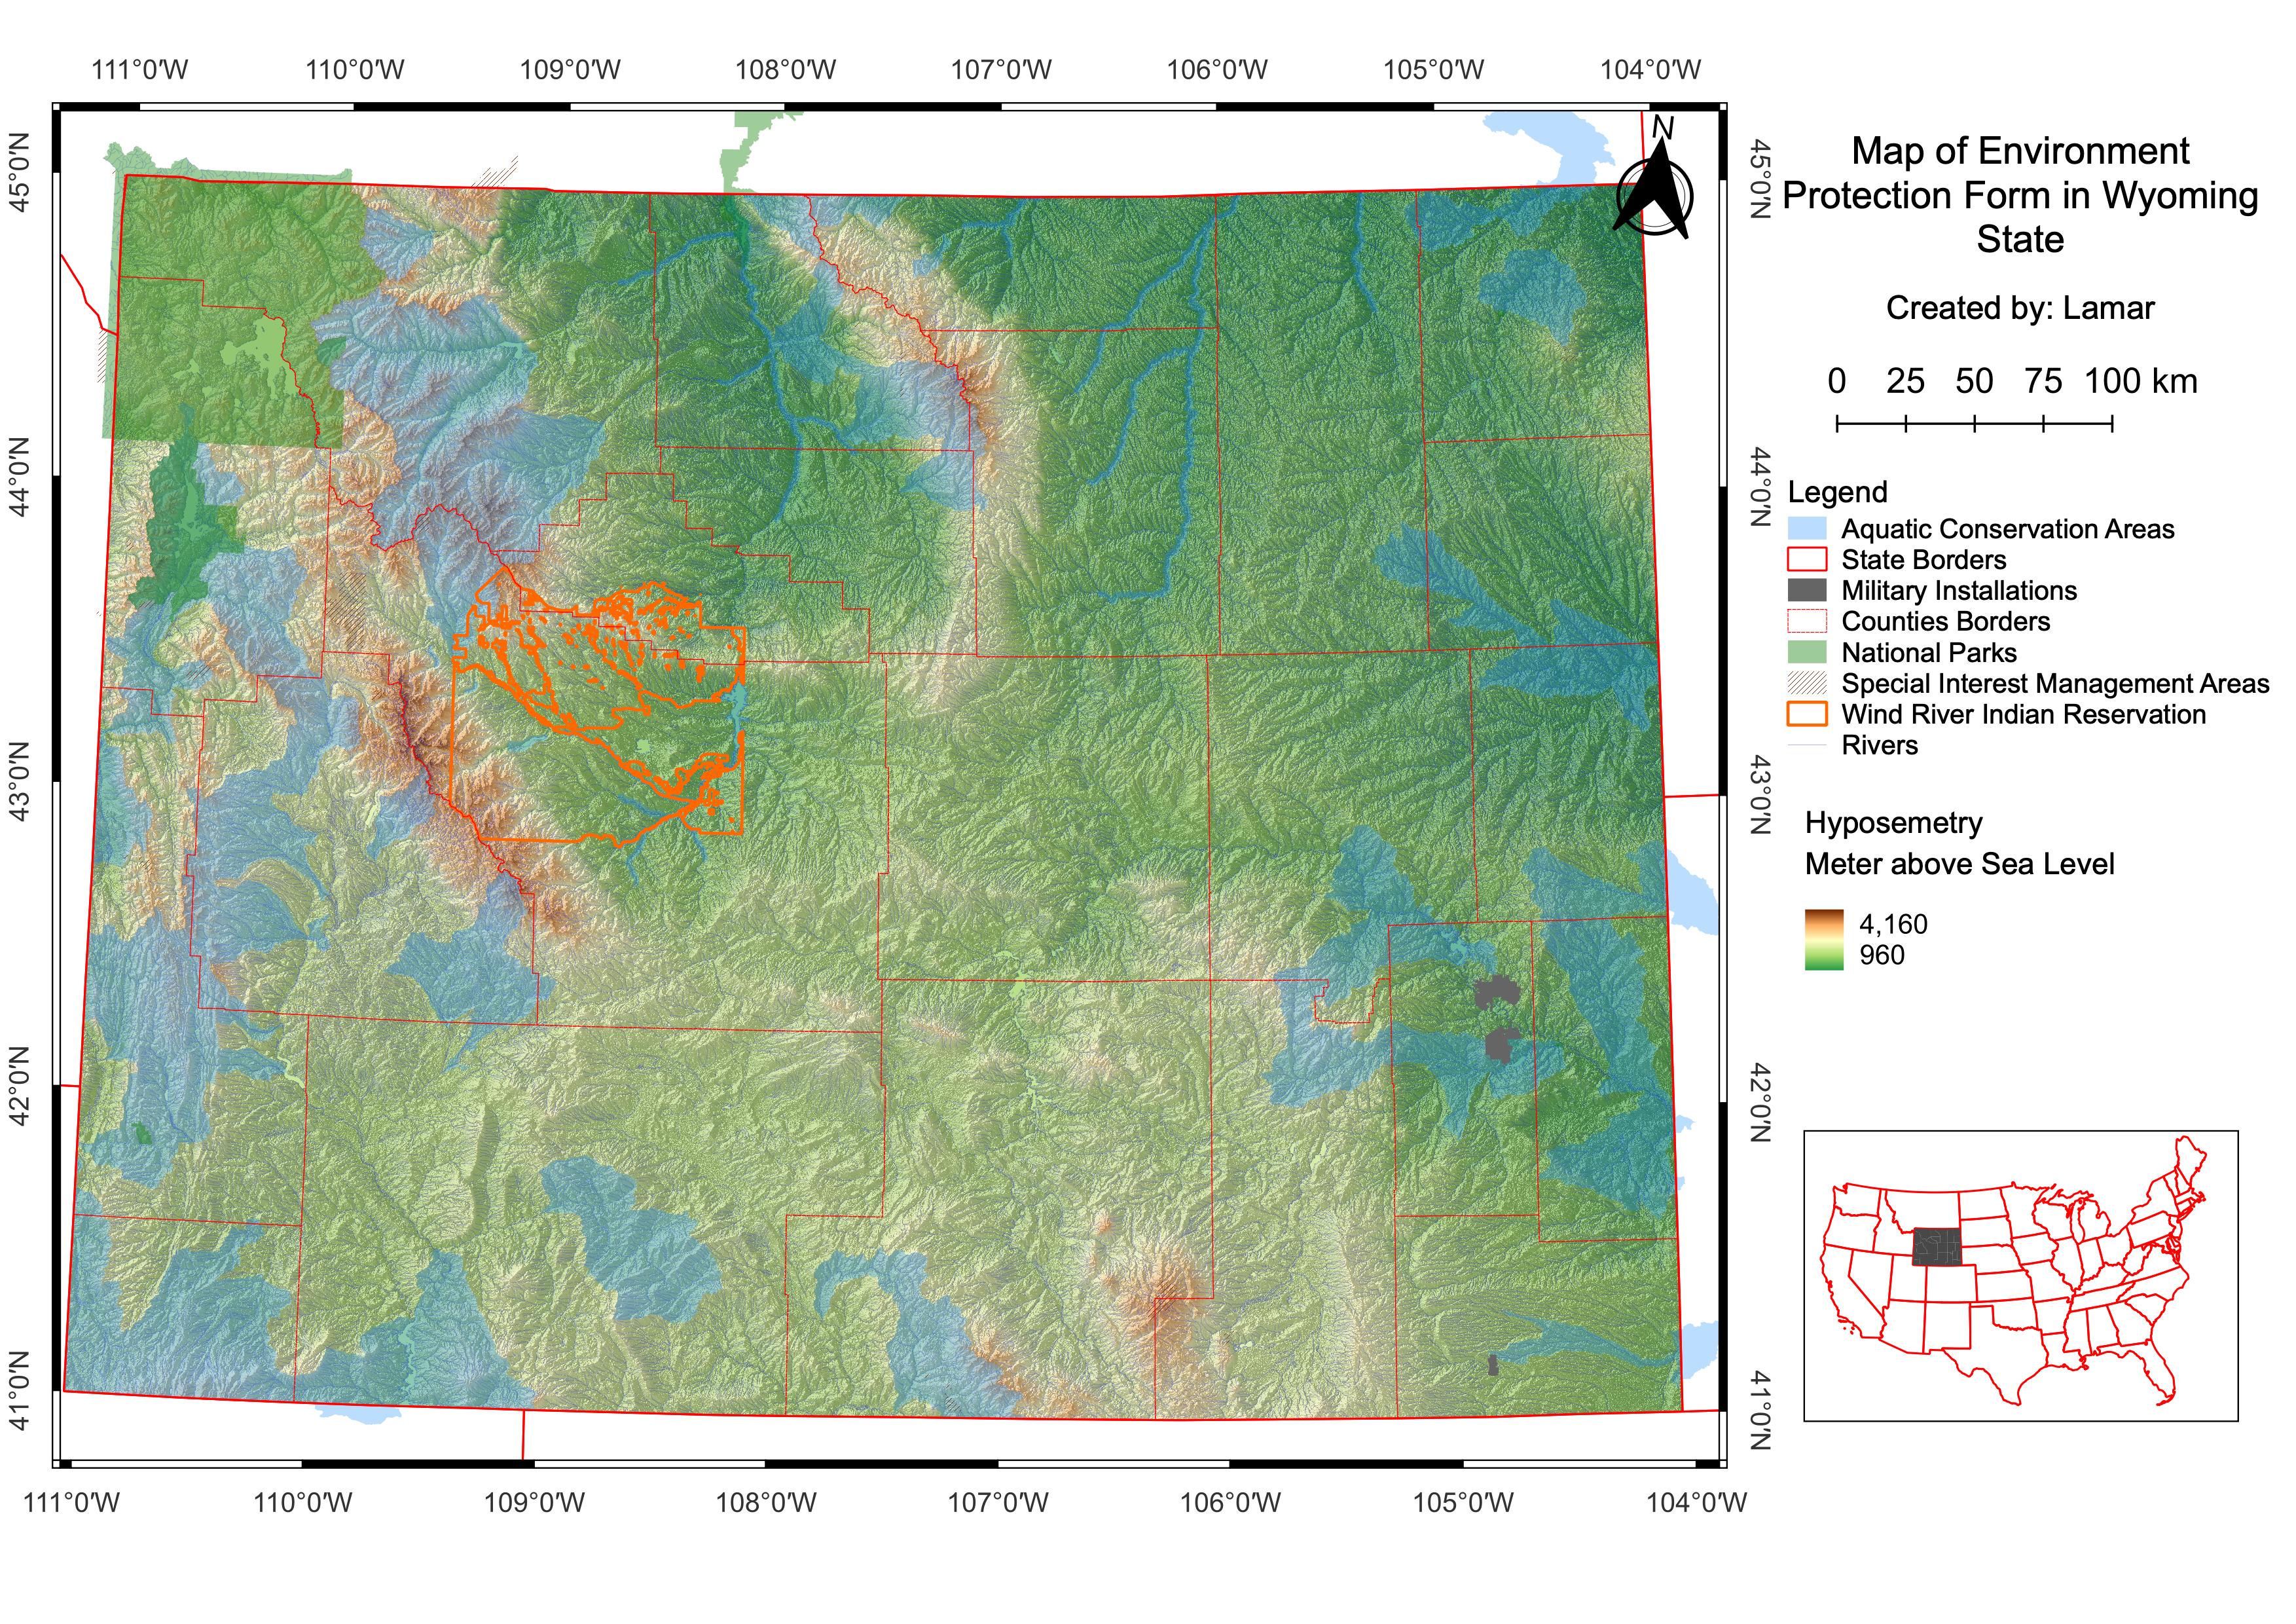 111°0'W 110°0'W 109°0'W 108°0'W 107°0'W 106°0'W 105°0'W 104°0'W
45°0'N
44°0'N
43°0'N
42°0'N
41°0'N
N
45°0'N
44°0'N
43°0'N
42°0'N
41°0'N
111°0'W 110°0'W 109°0'W 108°0'W 107°0'W 106°0'W 105°0'W 104°0'W
Map of Environment
Protection Form in Wyoming
State
Created by: Lamar
0 25 50 75 100 km
Legend
Aquatic Conservation Areas
State Borders
Military Installations
Counties Borders
National Parks
Special Interest Management Areas
Wind River Indian Reservation
Rivers
Hyposemetry
Meter above Sea Level
4,160
960